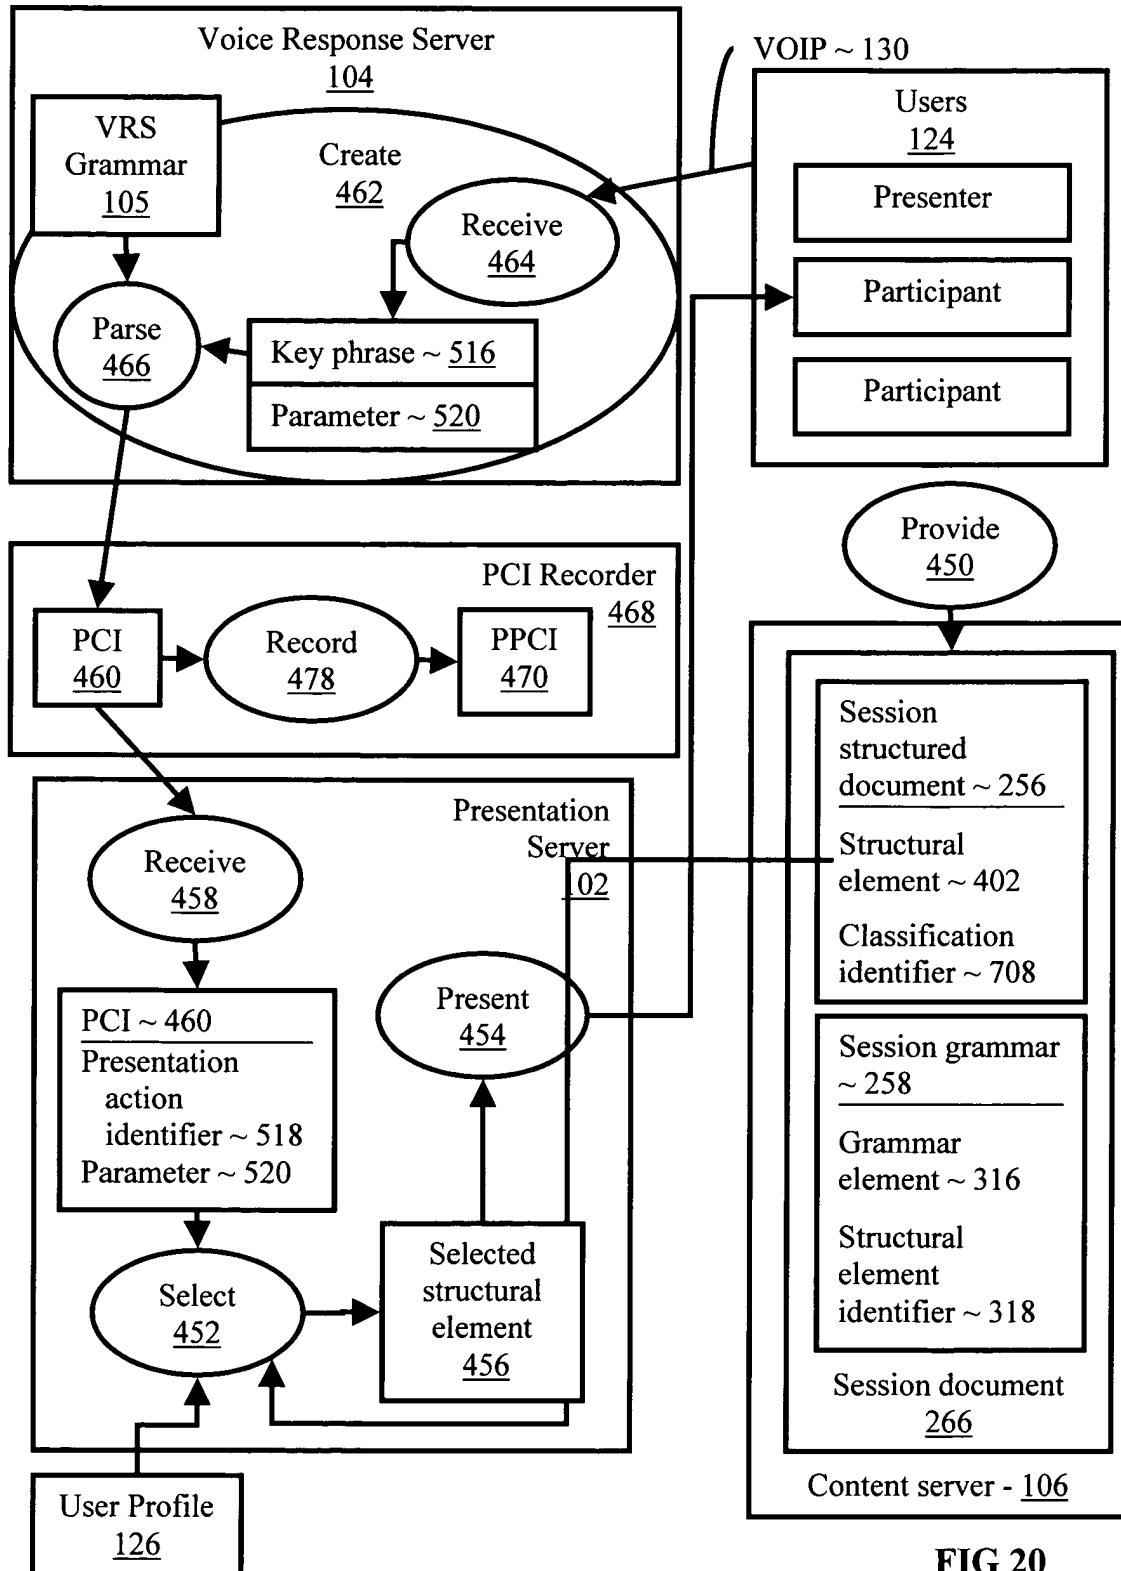 Voice Response Server
104
VOIP ~ 130
VRS
Grammar
105
Create
462
Receive
464
Users
124
Presenter
Participant
Participant
Parse
466
Key phrase ~ 516
Parameter ~ 520
Provide
450
PCI Recorder
468
PCI
460
Record
478
PPCI
470
Session
structured
document ~ 256
Structural
element ~ 402
Classification
identifier ~ 708
Presentation
Server
102
Receive
458
Present
454
PCI ~ 460
Presentation
action
identifier ~ 518
Parameter ~ 520
Session grammar
~ 258
Grammar
element ~ 316
Structural
element
identifier ~ 318
Select
452
Selected
structural
element
456
Session document
266
Content server - 106
User Profile
126
FIG 20